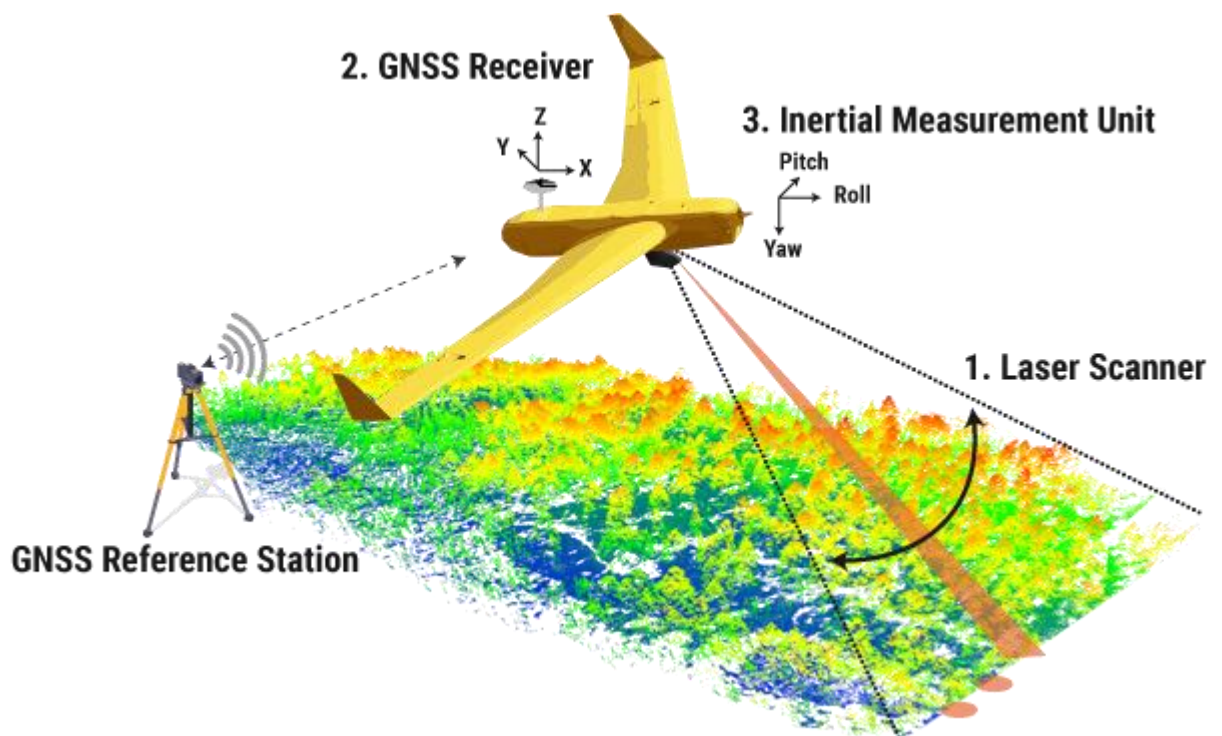 2. GNSS Receiver
Z
Y
X
3. Inertial Measurement Unit
Pitch
Roll
Yaw
1. Laser Scanner
GNSS Reference Station